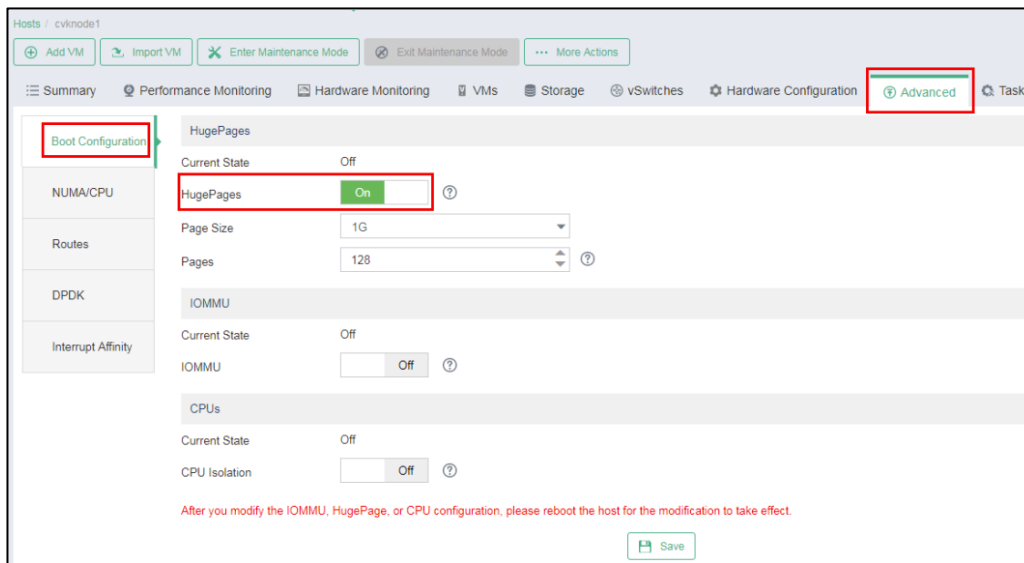 Hosts / cvknode1
Add VM Import VM Enter Maintenance Mode Exit Maintenance Mode More Actions
Summary Performance Monitoring Hardware Monitoring VMs Storage vSwitches Hardware Configuration Advanced Task
Boot Configuration
NUMA/CPU
Routes
DPDK
Interrupt Affinity
HugePages
Current State Off
HugePages On
Page Size 1G
Pages 128
IOMMU
Current State Off
IOMMU Off
CPUs
Current State Off
CPU Isolation Off
After you modify the IOMMU, HugePage, or CPU configuration, please reboot the host for the modification to take effect.
Save